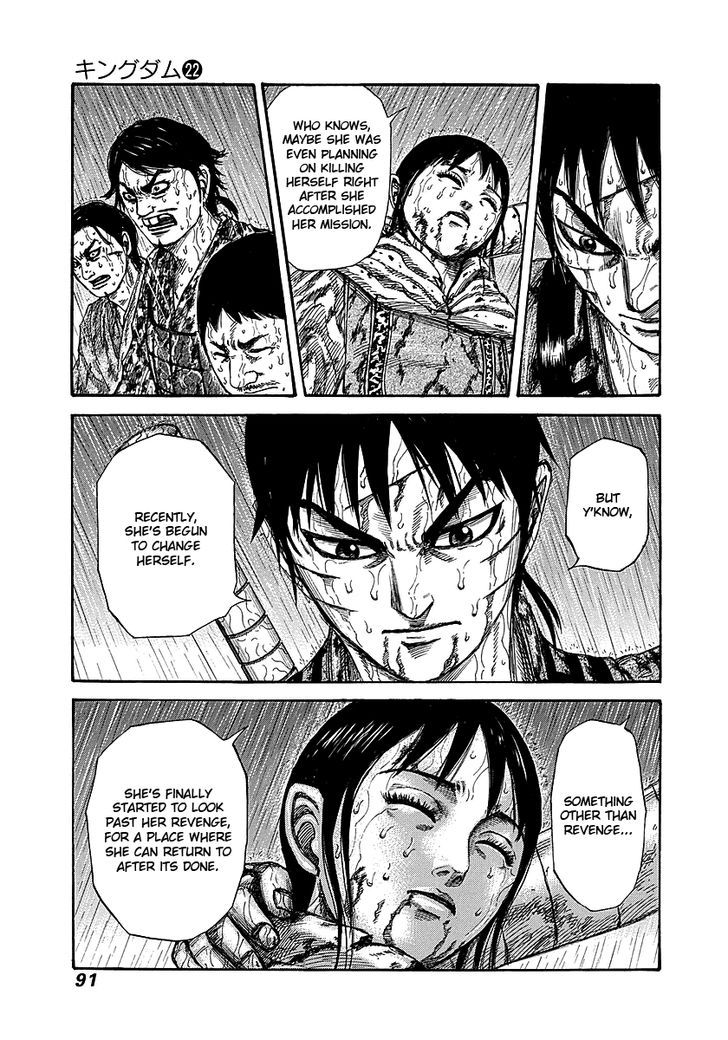 キングダム22
WHO KNOWS,
MAYBE SHE WAS
EVEN PLANNING
ON KILLING
HERSELF RIGHT
AFTER SHE
ACCOMPLISHED
HER MISSION.
BUT
Y'KNOW,
RECENTLY,
SHE'S BEGUN
TO CHANGE
HERSELF.
SOMETHING
OTHER THAN
REVENGE...
SHE'S FINALLY
STARTED TO LOOK
PAST HER REVENGE,
FOR A PLACE WHERE
SHE CAN RETURN TO
AFTER ITS DONE.
91